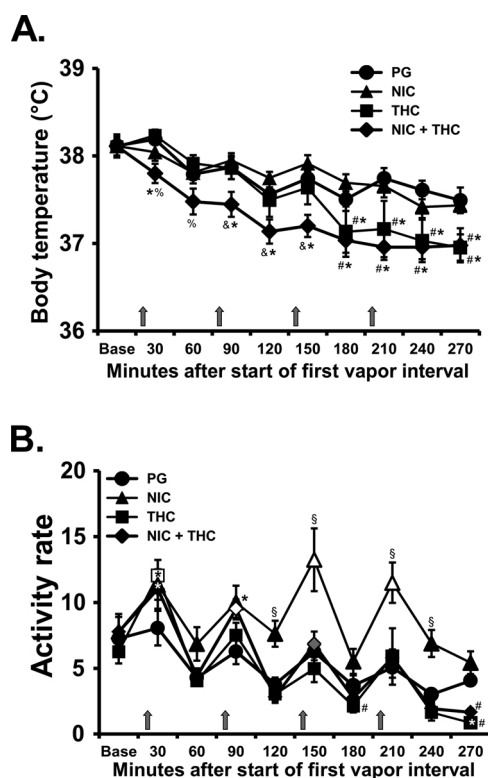 A.
39
38
37
36
Body temperature (°C)
PG
NIC
THC
NIC + THC
*%
%
&*
&*
&*
#*
#*
#*
#*
#*
#*
#*
#*
Base 30 60 90 120 150 180 210 240 270
Minutes after start of first vapor interval
B.
20
15
10
5
0
Activity rate
PG
NIC
THC
NIC + THC
*
*
*
§
§
§
§
#
#
*#
Base 30 60 90 120 150 180 210 240 270
Minutes after start of first vapor interval